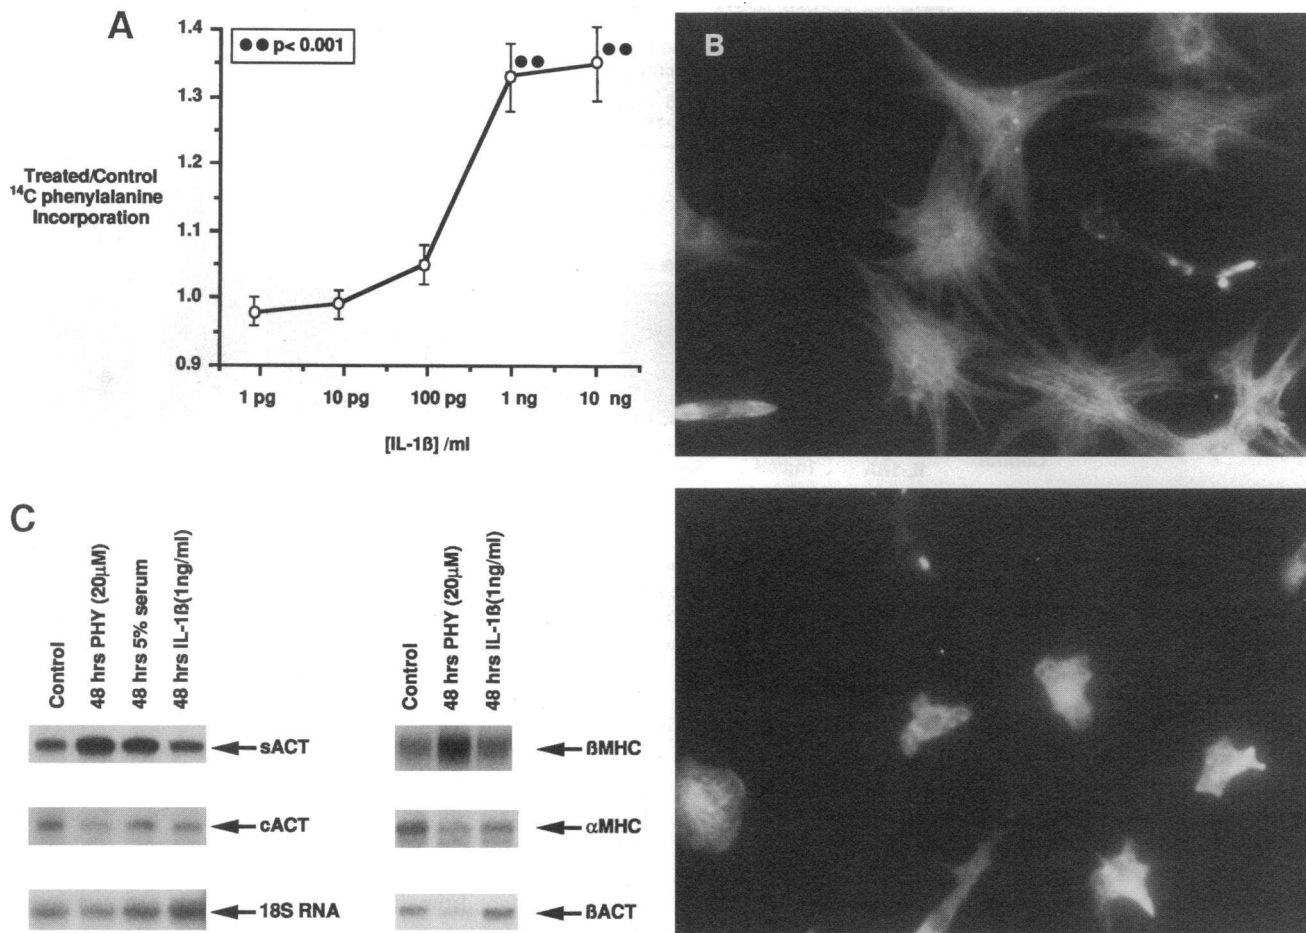 A
●● p< 0.001
1.4
1.3
1.2
1.1
1.0
0.9
Treated/Control
¹⁴C phenylalanine
Incorporation
●●
●●
1 pg 10 pg 100 pg 1 ng 10 ng
[IL-1ß] /ml
B
C
Control
48 hrs PHY (20µM)
48 hrs 5% serum
48 hrs IL-1ß(1ng/ml)
sACT
cACT
18S RNA
Control
48 hrs PHY (20µM)
48 hrs IL-1ß(1ng/ml)
ßMHC
αMHC
ßACT